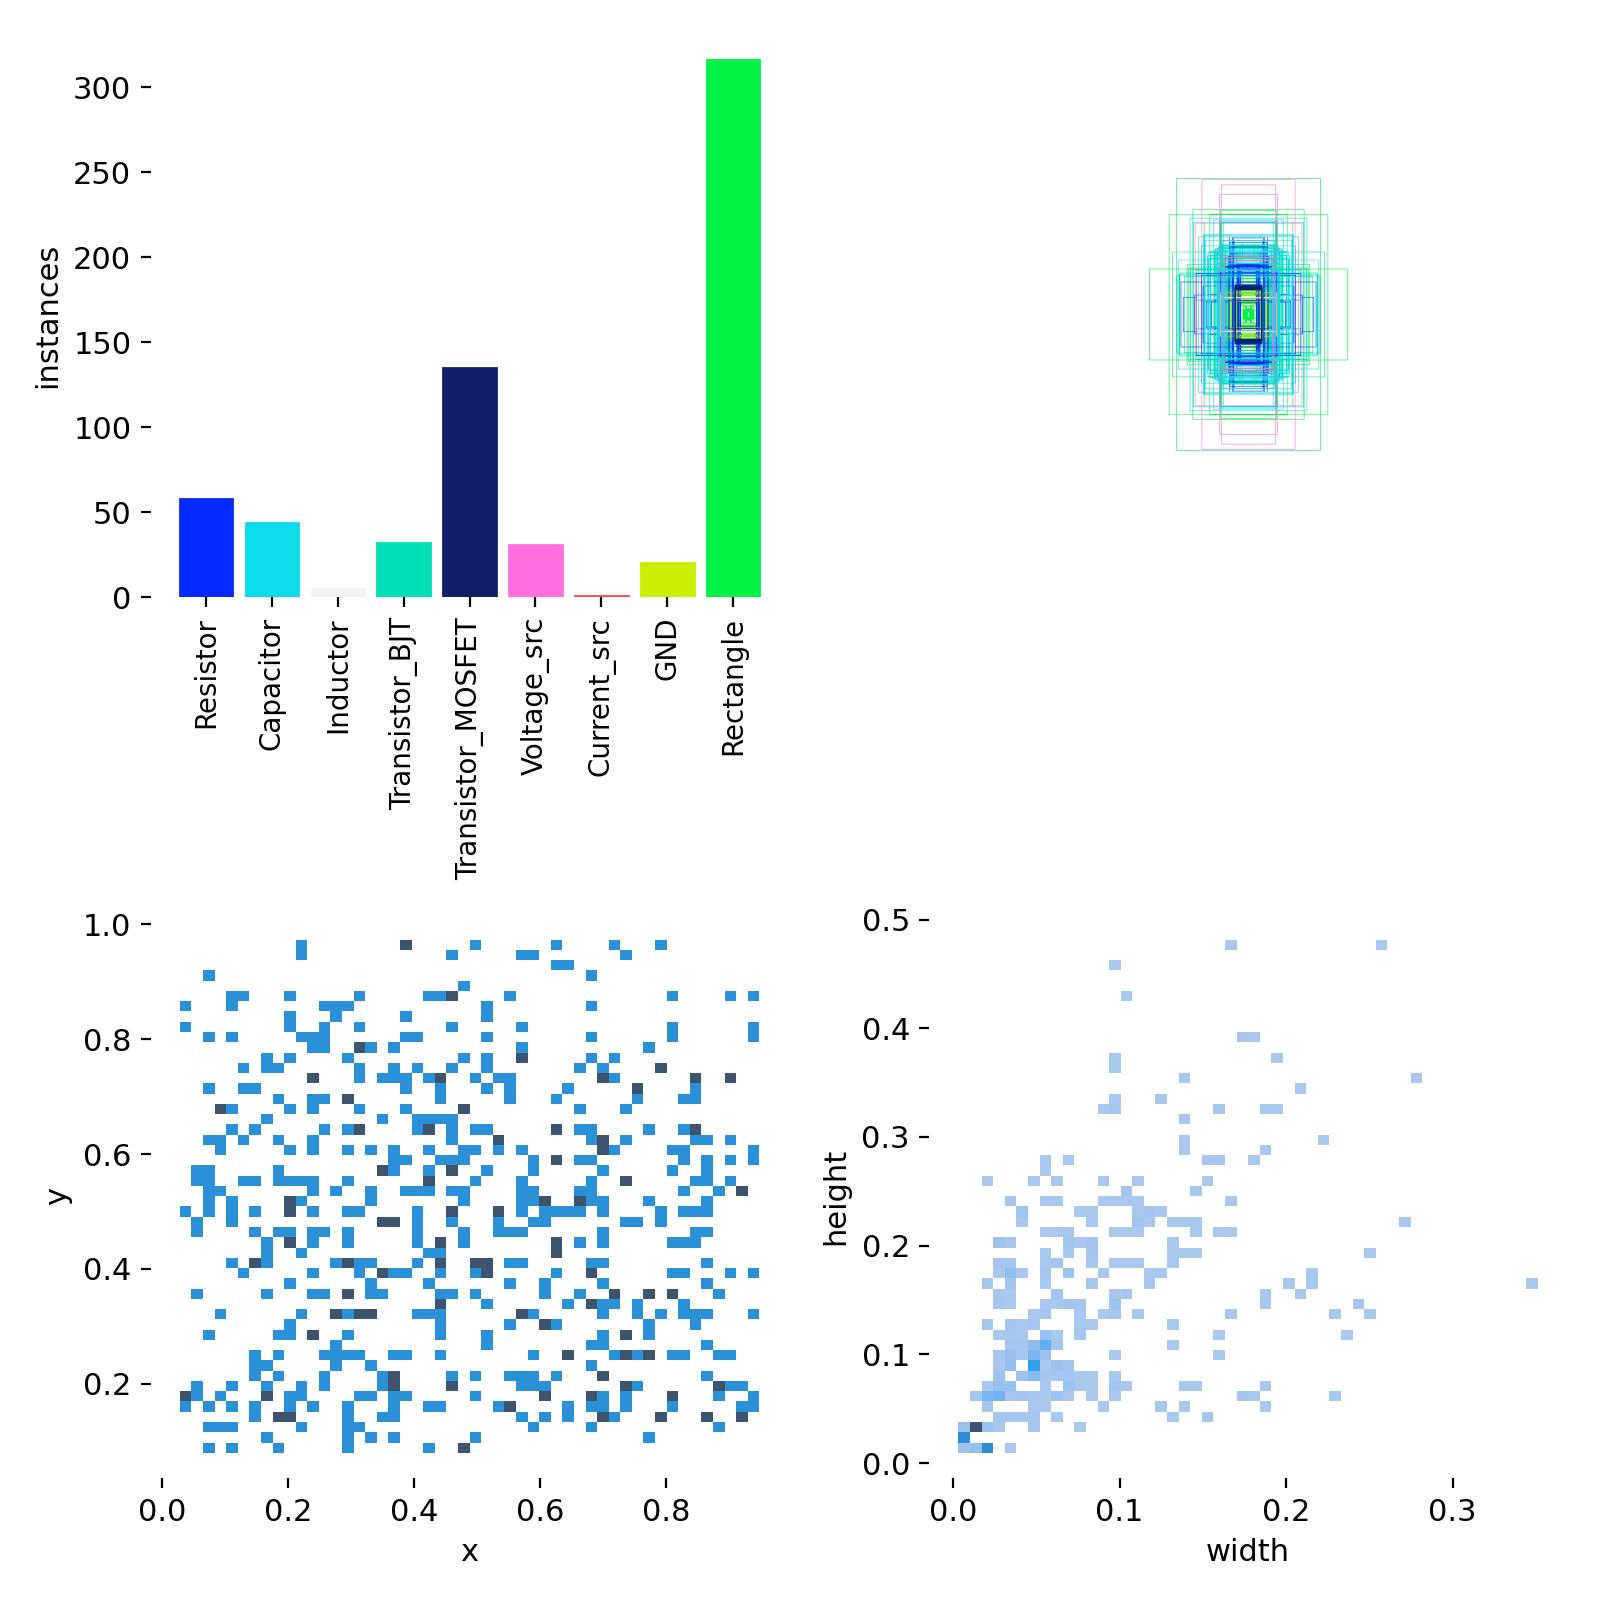 300
250
200
150
100
50
0
instances
Resistor
Capacitor
Inductor
Transistor_BJT
Transistor_MOSFET
Voltage_src
Current_src
GND
Rectangle
1.0
0.8
0.6
0.4
0.2
y
0.0 0.2 0.4 0.6 0.8
x
0.5
0.4
0.3
0.2
0.1
0.0
height
0.0 0.1 0.2 0.3
width